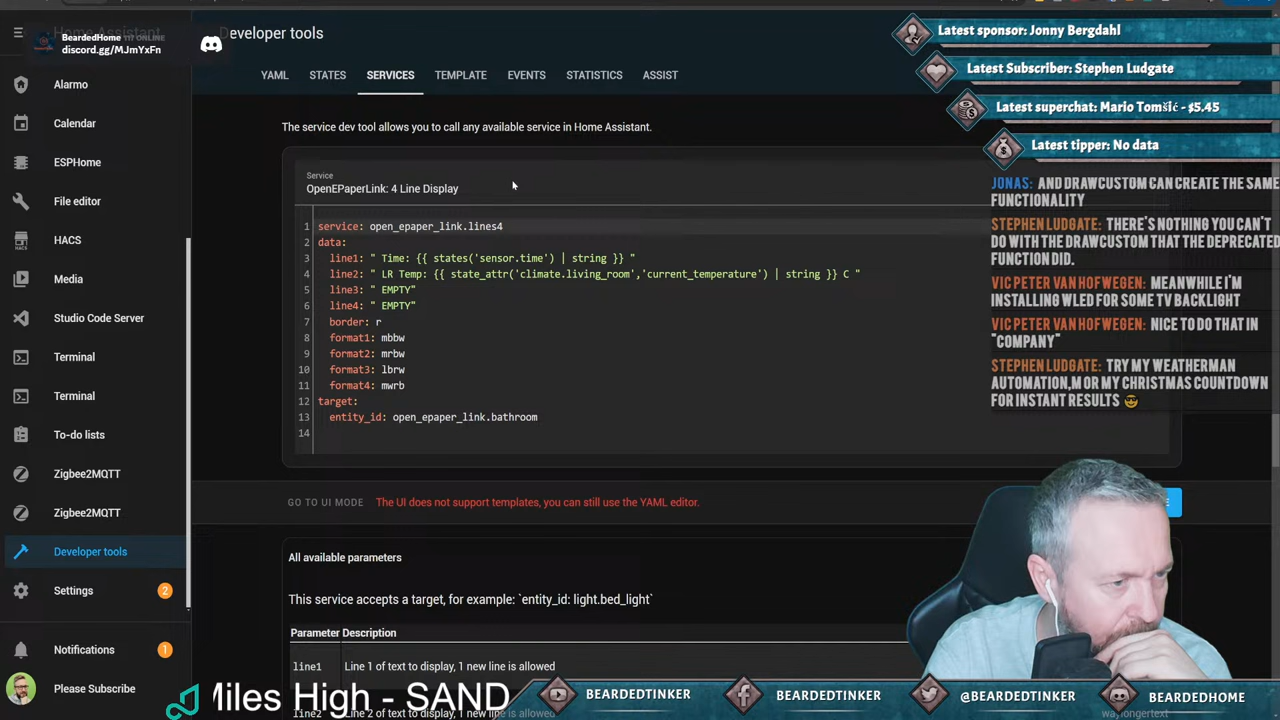 Home Assistant
BeardedHome 117 ONLINE
discord.gg/MJmYxFn
Developer tools
Latest sponsor: Jonny Bergdahl
Latest Subscriber: Stephen Ludgate
Latest superchat: Mario Tomšić - $5.45
Latest tipper: No data
YAML STATES SERVICES TEMPLATE EVENTS STATISTICS ASSIST
Alarmo
Calendar
ESPHome
File editor
HACS
Media
Studio Code Server
Terminal
Terminal
To-do lists
Zigbee2MQTT
Zigbee2MQTT
Developer tools
Settings 2
Notifications 1
Please Subscribe
The service dev tool allows you to call any available service in Home Assistant.
Service
OpenEPaperLink: 4 Line Display
1 service: open_epaper_link.lines4
2 data:
3 line1: " Time: {{ states('sensor.time') | string }} "
4 line2: " LR Temp: {{ state_attr('climate.living_room','current_temperature') | string }} C "
5 line3: " EMPTY"
6 line4: " EMPTY"
7 border: r
8 format1: mbbw
9 format2: mrbw
10 format3: lbrw
11 format4: mwrb
12 target:
13 entity_id: open_epaper_link.bathroom
14
GO TO UI MODE The UI does not support templates, you can still use the YAML editor.
All available parameters
This service accepts a target, for example: `entity_id: light.bed_light`
Parameter Description
line1 Line 1 of text to display, 1 new line is allowed
JONAS: AND DRAWCUSTOM CAN CREATE THE SAME
FUNCTIONALITY
STEPHEN LUDGATE: THERE'S NOTHING YOU CAN'T
DO WITH THE DRAWCUSTOM THAT THE DEPRECATED
FUNCTION DID.
VIC PETER VAN HOFWEGEN: MEANWHILE I'M
INSTALLING WLED FOR SOME TV BACKLIGHT
VIC PETER VAN HOFWEGEN: NICE TO DO THAT IN
"COMPANY"
STEPHEN LUDGATE: TRY MY WEATHERMAN
AUTOMATION,M OR MY CHRISTMAS COUNTDOWN
FOR INSTANT RESULTS 😎
Miles High - SAND
BEARDEDTINKER
BEARDEDTINKER
@BEARDEDTINKER
BEARDEDHOME